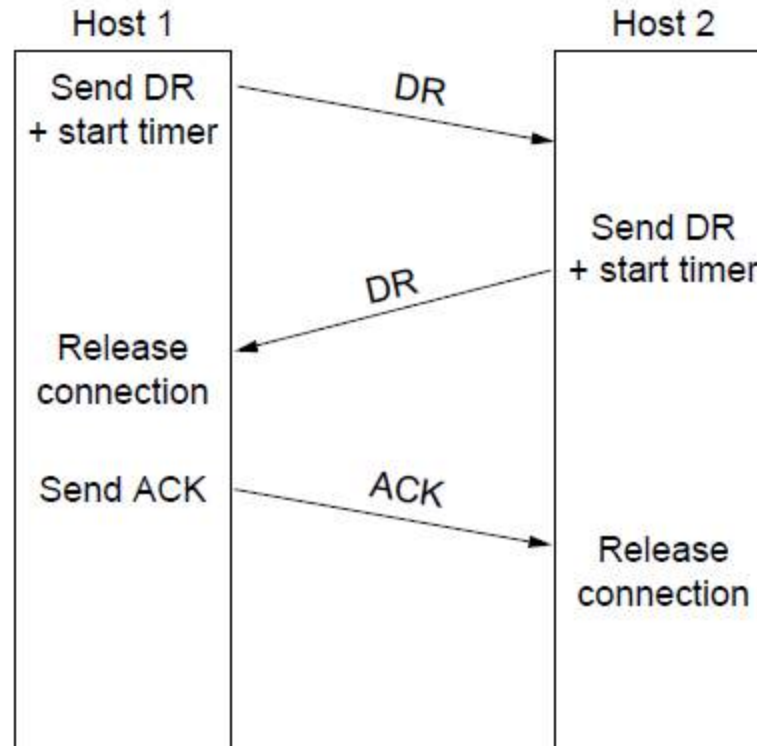 Host 1
Host 2
Send DR
+ start timer
DR
Send DR
+ start timer
DR
Release
connection
Send ACK
ACK
Release
connection